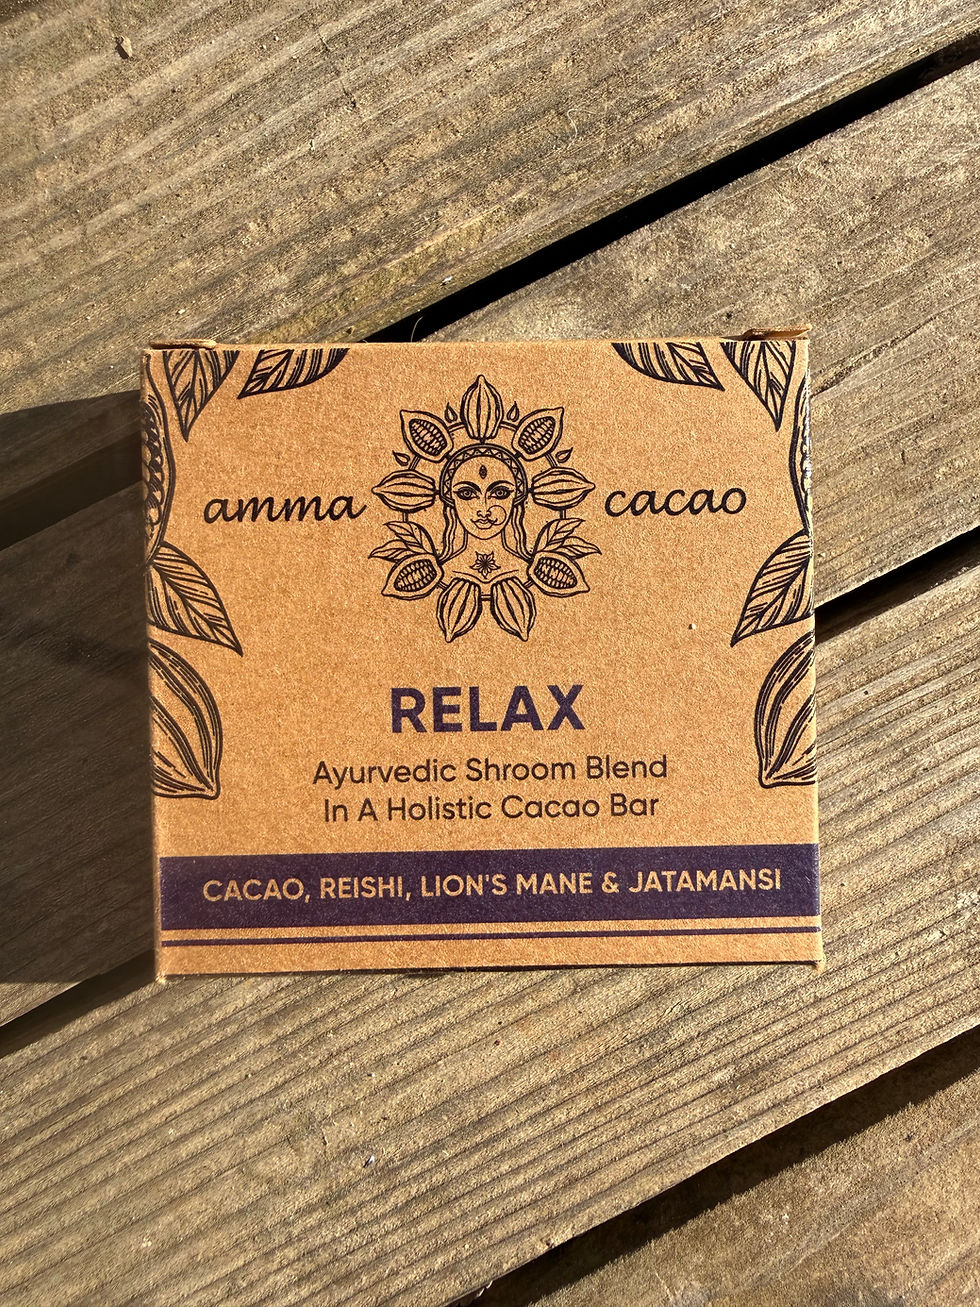 amma cacao
RELAX
Ayurvedic Shroom Blend
In A Holistic Cacao Bar
CACAO, REISHI, LION'S MANE & JATAMANSI